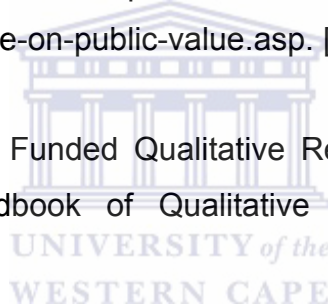 e-on-public-value.asp. [
Funded Qualitative Re
dbook of Qualitative
UNIVERSITY of the
WESTERN CAPE